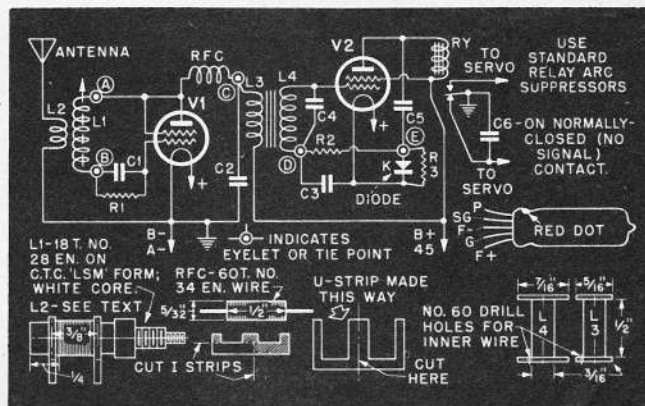 ANTENNA
RFC
V1
L2
L1
A
B
C1
R1
C
C2
L3
L4
V2
C4
R2
D
C3
C5
E
K
R3
DIODE
RY
TO SERVO
USE
STANDARD
RELAY ARC
SUPPRESSORS
C6-ON NORMALLY-
CLOSED (NO
SIGNAL)
CONTACT.
TO
SERVO
+
+
B-
A-
INDICATES
EYELET OR TIE POINT
B+
45
P
SG
F-
G
F+
RED DOT
L1-18 T. NO.
28 EN. ON
C.T.C. 'LSM' FORM;
WHITE CORE.
L2-SEE TEXT
3/8"
1/4
RFC-60T. NO.
34 EN. WIRE
5/32"
1/2"
CUT I STRIPS
U-STRIP MADE
THIS WAY
CUT
HERE
NO. 60 DRILL
HOLES FOR
INNER WIRE
7/16"
5/16"
L
4
L
3
1/2"
3/16"